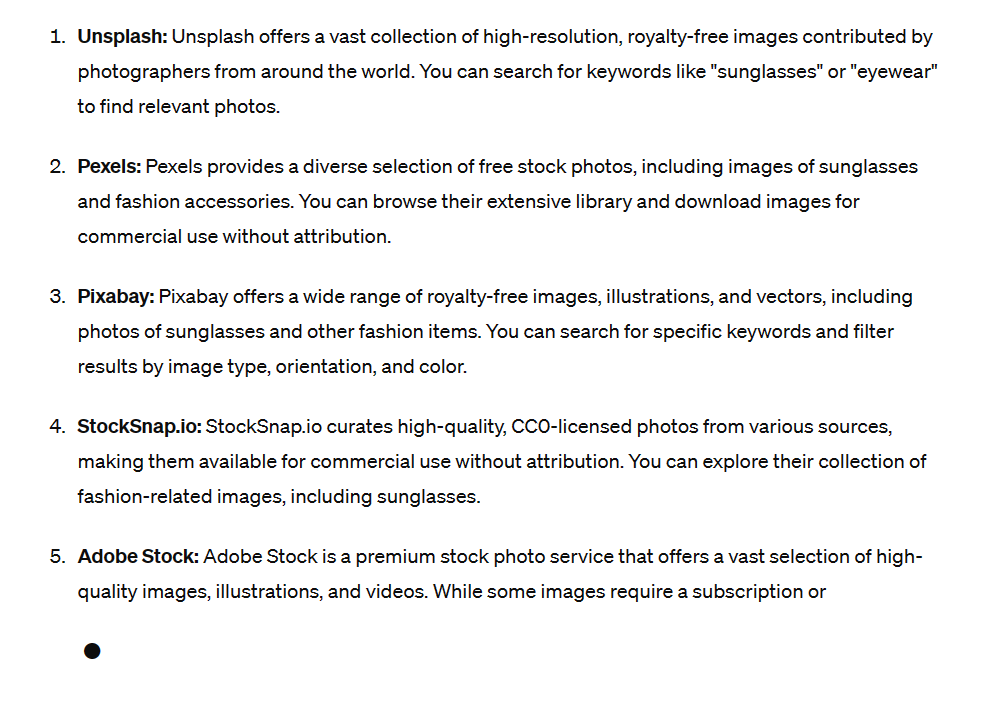 1. Unsplash: Unsplash offers a vast collection of high-resolution, royalty-free images contributed by
photographers from around the world. You can search for keywords like "sunglasses" or "eyewear"
to find relevant photos.
2. Pexels: Pexels provides a diverse selection of free stock photos, including images of sunglasses
and fashion accessories. You can browse their extensive library and download images for
commercial use without attribution.
3. Pixabay: Pixabay offers a wide range of royalty-free images, illustrations, and vectors, including
photos of sunglasses and other fashion items. You can search for specific keywords and filter
results by image type, orientation, and color.
4. StockSnap.io: StockSnap.io curates high-quality, CC0-licensed photos from various sources,
making them available for commercial use without attribution. You can explore their collection of
fashion-related images, including sunglasses.
5. Adobe Stock: Adobe Stock is a premium stock photo service that offers a vast selection of high-
quality images, illustrations, and videos. While some images require a subscription or